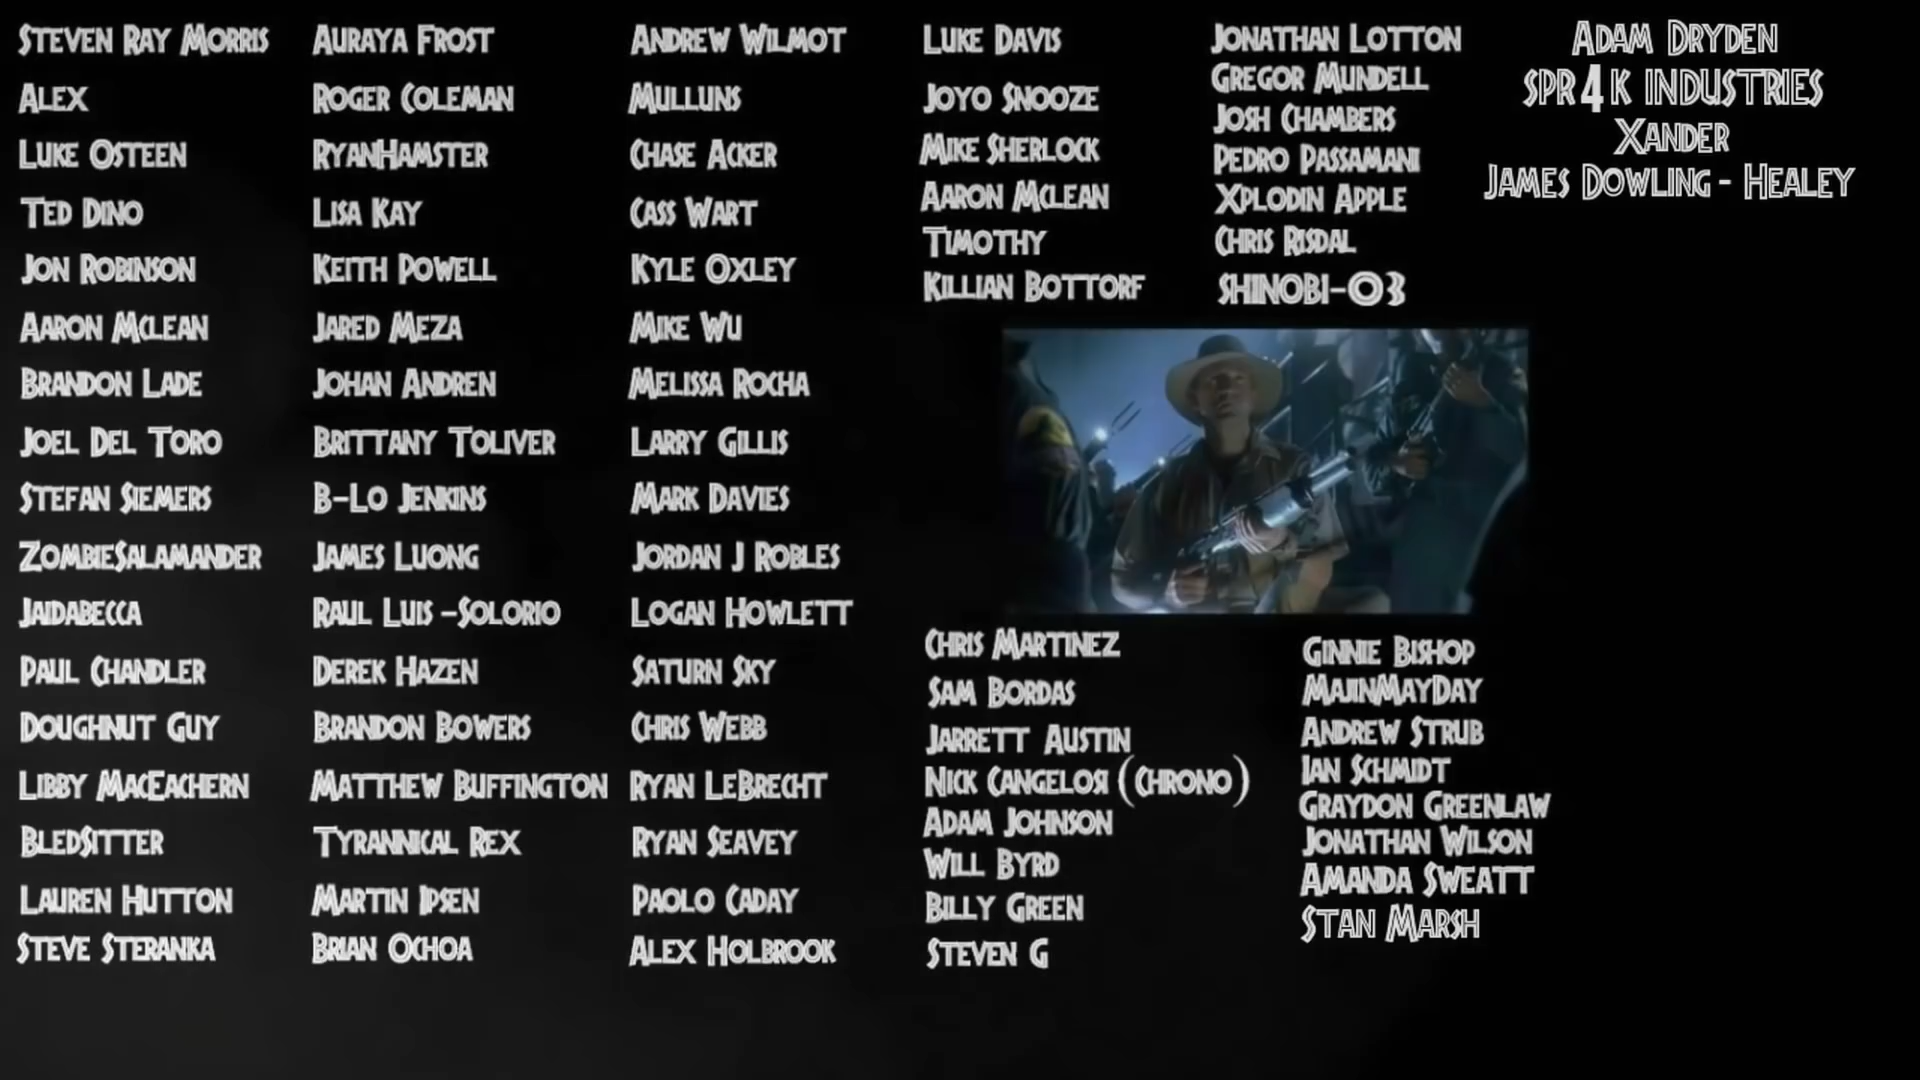 Steven Ray Morris
Alex
Luke Osteen
Ted Dino
Jon Robinson
Aaron Mclean
Brandon Lade
Joel Del Toro
Stefan Siemers
ZombieSalamander
Jaidabecca
Paul Chandler
Doughnut Guy
Libby MacEachern
BledSitter
Lauren Hutton
Steve Steranka
Auraya Frost
Roger Coleman
RyanHamster
Lisa Kay
Keith Powell
Jared Meza
Johan Andren
Brittany Toliver
B-Lo Jenkins
James Luong
Raul Luis -Solorio
Derek Hazen
Brandon Bowers
Matthew Buffington
Tyrannical Rex
Martin Ipsen
Brian Ochoa
Andrew Wilmot
Mulluns
Chase Acker
Cass Wart
Kyle Oxley
Mike Wu
Melissa Rocha
Larry Gillis
Mark Davies
Jordan J Robles
Logan Howlett
Saturn Sky
Chris Webb
Ryan LeBrecht
Ryan Seavey
Paolo Caday
Alex Holbrook
Luke Davis
Joyo Snooze
Mike Sherlock
Aaron Mclean
Timothy
Killian Bottorf
Jonathan Lotton
Gregor Mundell
Josh Chambers
Pedro Passamani
Xplodin Apple
Chris Risdal
SHINOBI-03
Adam Dryden
SPR4K INDUSTRIES
Xander
James Dowling - Healey
Chris Martinez
Sam Bordas
Jarrett Austin
Nick Cangelosi (Chrono)
Adam Johnson
Will Byrd
Billy Green
Steven G
Ginnie Bishop
MajinMayDay
Andrew Strub
Ian Schmidt
Graydon Greenlaw
Jonathan Wilson
Amanda Sweatt
Stan Marsh